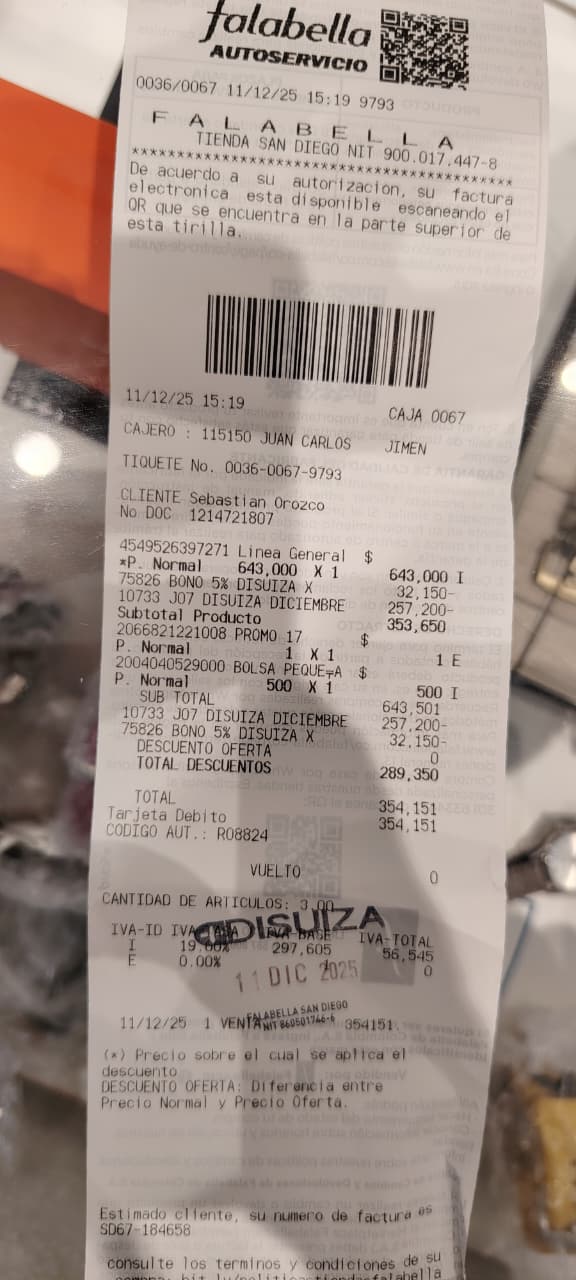 falabella
AUTOSERVICIO
0036/0067 11/12/25 15:19 9793
F A L A B E L L A
TIENDA SAN DIEGO NIT 900.017.447-8
******************************************
De acuerdo a su autorización, su factura
electronica esta disponible escaneando el
QR que se encuentra en la parte superior de
esta tirilla.
11/12/25 15:19 CAJA 0067
CAJERO : 115150 JUAN CARLOS JIMEN
TIQUETE No. 0036-0067-9793
CLIENTE Sebastian Orozco
No DOC 1214721807
4549526397271 Linea General $
*P. Normal 643,000 X 1 643,000 I
75826 BONO 5% DISUIZA X 32,150-
10733 J07 DISUIZA DICIEMBRE 257,200-
Subtotal Producto 353,650
2066821221008 PROMO 17 $
P. Normal 1 X 1 1 E
2004040529000 BOLSA PEQUE╤A $
P. Normal 500 X 1 500 I
SUB TOTAL 643,501
10733 J07 DISUIZA DICIEMBRE 257,200-
75826 BONO 5% DISUIZA X 32,150-
DESCUENTO OFERTA 0
TOTAL DESCUENTOS 289,350
TOTAL 354,151
Tarjeta Debito 354,151
CODIGO AUT.: R08824
VUELTO 0
CANTIDAD DE ARTICULOS: 3.00
DISUIZA
IVA-ID IVA-TASA IVA-BASE IVA-TOTAL
I 19.00% 297,605 56,545
E 0.00% 0
11 DIC 2025
FALABELLA SAN DIEGO
NIT 860501746-6
11/12/25 1 VENTA 354151
(*) Precio sobre el cual se aplica el
descuento
DESCUENTO OFERTA: Diferencia entre
Precio Normal y Precio Oferta.
Estimado cliente, su numero de factura es
SD67-184658
consulte los terminos y condiciones de su